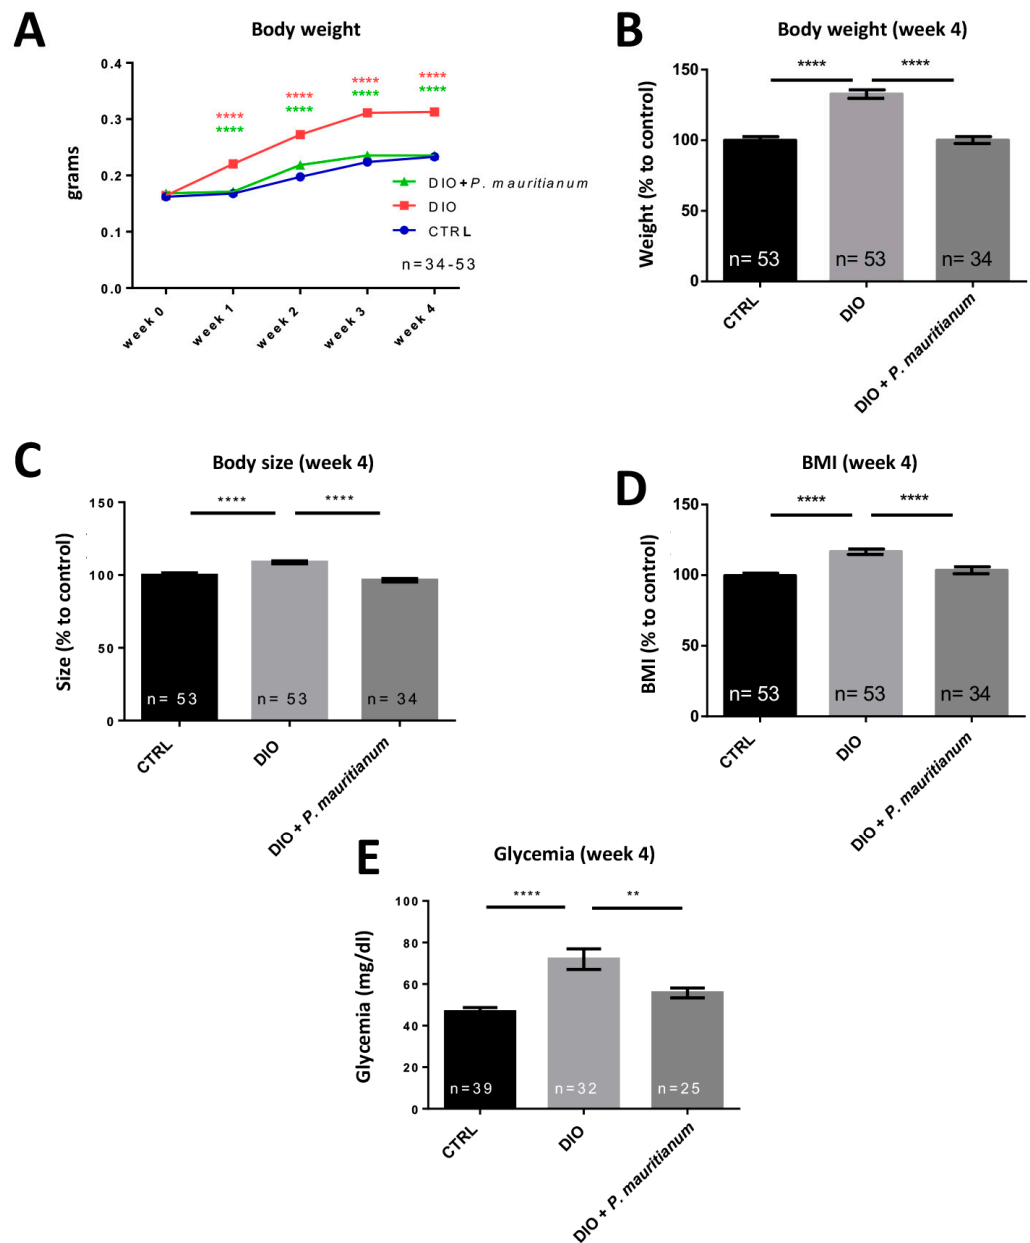 A
Body weight
0.4
0.3
0.2
0.1
0.0
grams
****
****
****
****
****
****
****
****
DIO+P. mauritianum
DIO
CTRL
n=34-53
week 0
week 1
week 2
week 3
week 4
B
Body weight (week 4)
****
****
150
100
50
0
Weight (% to control)
n= 53
n= 53
n= 34
CTRL
DIO
DIO + P. mauritianum
C
Body size (week 4)
****
****
150
100
50
0
Size (% to control)
n= 53
n= 53
n= 34
CTRL
DIO
DIO + P. mauritianum
D
BMI (week 4)
****
****
150
100
50
0
BMI (% to control)
n= 53
n= 53
n= 34
CTRL
DIO
DIO + P. mauritianum
E
Glycemia (week 4)
****
**
100
80
60
40
20
0
Glycemia (mg/dl)
n=39
n=32
n=25
CTRL
DIO
DIO + P. mauritianum